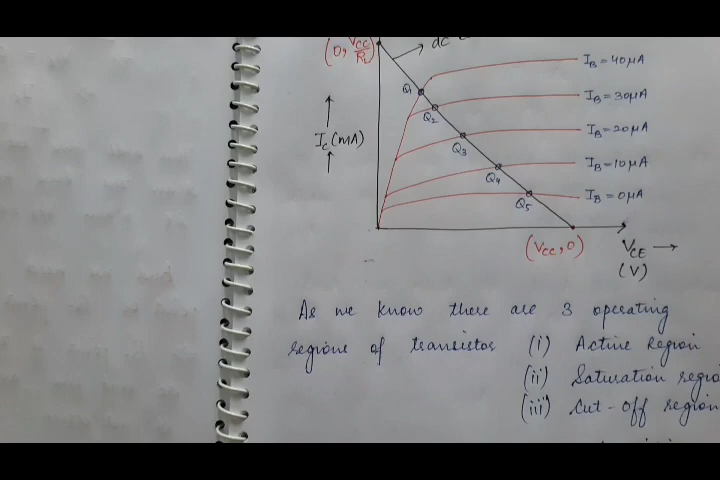 (0, VCC/RL) dc
IB = 40μA
Q1
IB = 30μA
Q2
IB = 20μA
IC (mA)
Q3
IB = 10μA
Q4
IB = 0μA
Q5
(VCC, 0) VCE →
(V)
As we know there are 3 operating
regions of transistor (i) Active Region
(ii) Saturation regio
(iii) Cut-off region